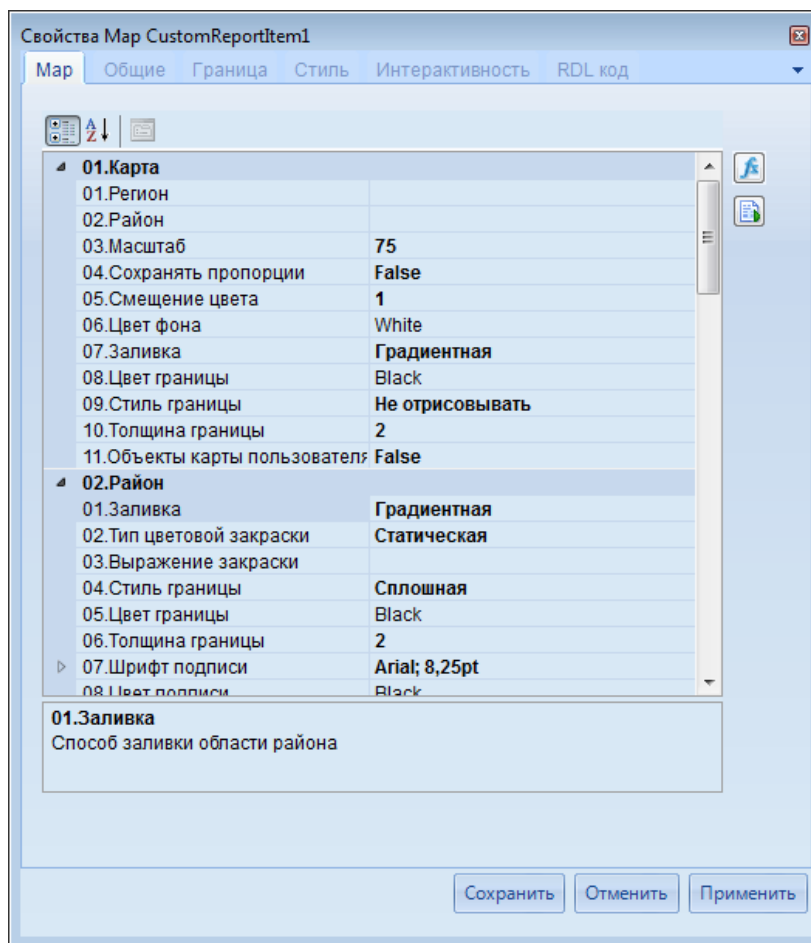 Свойства Map CustomReportItem1
Map Общие Граница Стиль Интерактивность RDL код
01.Карта
01.Регион
02.Район
03.Масштаб 75
04.Сохранять пропорции False
05.Смещение цвета 1
06.Цвет фона White
07.Заливка Градиентная
08.Цвет границы Black
09.Стиль границы Не отрисовывать
10.Толщина границы 2
11.Объекты карты пользователя False
02.Район
01.Заливка Градиентная
02.Тип цветовой закраски Статическая
03.Выражение закраски
04.Стиль границы Сплошная
05.Цвет границы Black
06.Толщина границы 2
07.Шрифт подписи Arial; 8,25pt
08.Цвет подписи Black
01.Заливка
Способ заливки области района
Сохранить Отменить Применить